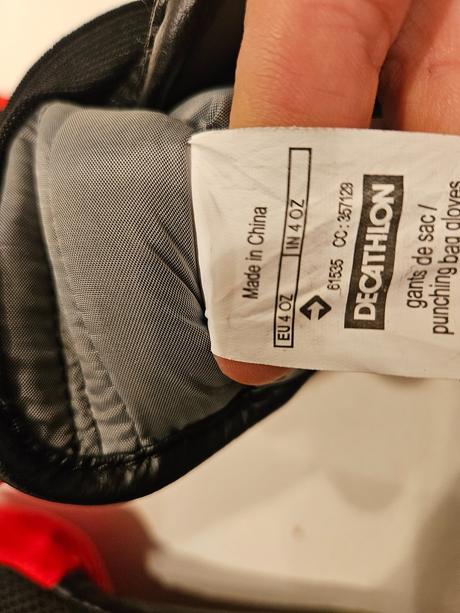 Made in China
EU 4 OZ IN 4 OZ
61535 CC : 357129
DECATHLON
gants de sac /
punching bag gloves